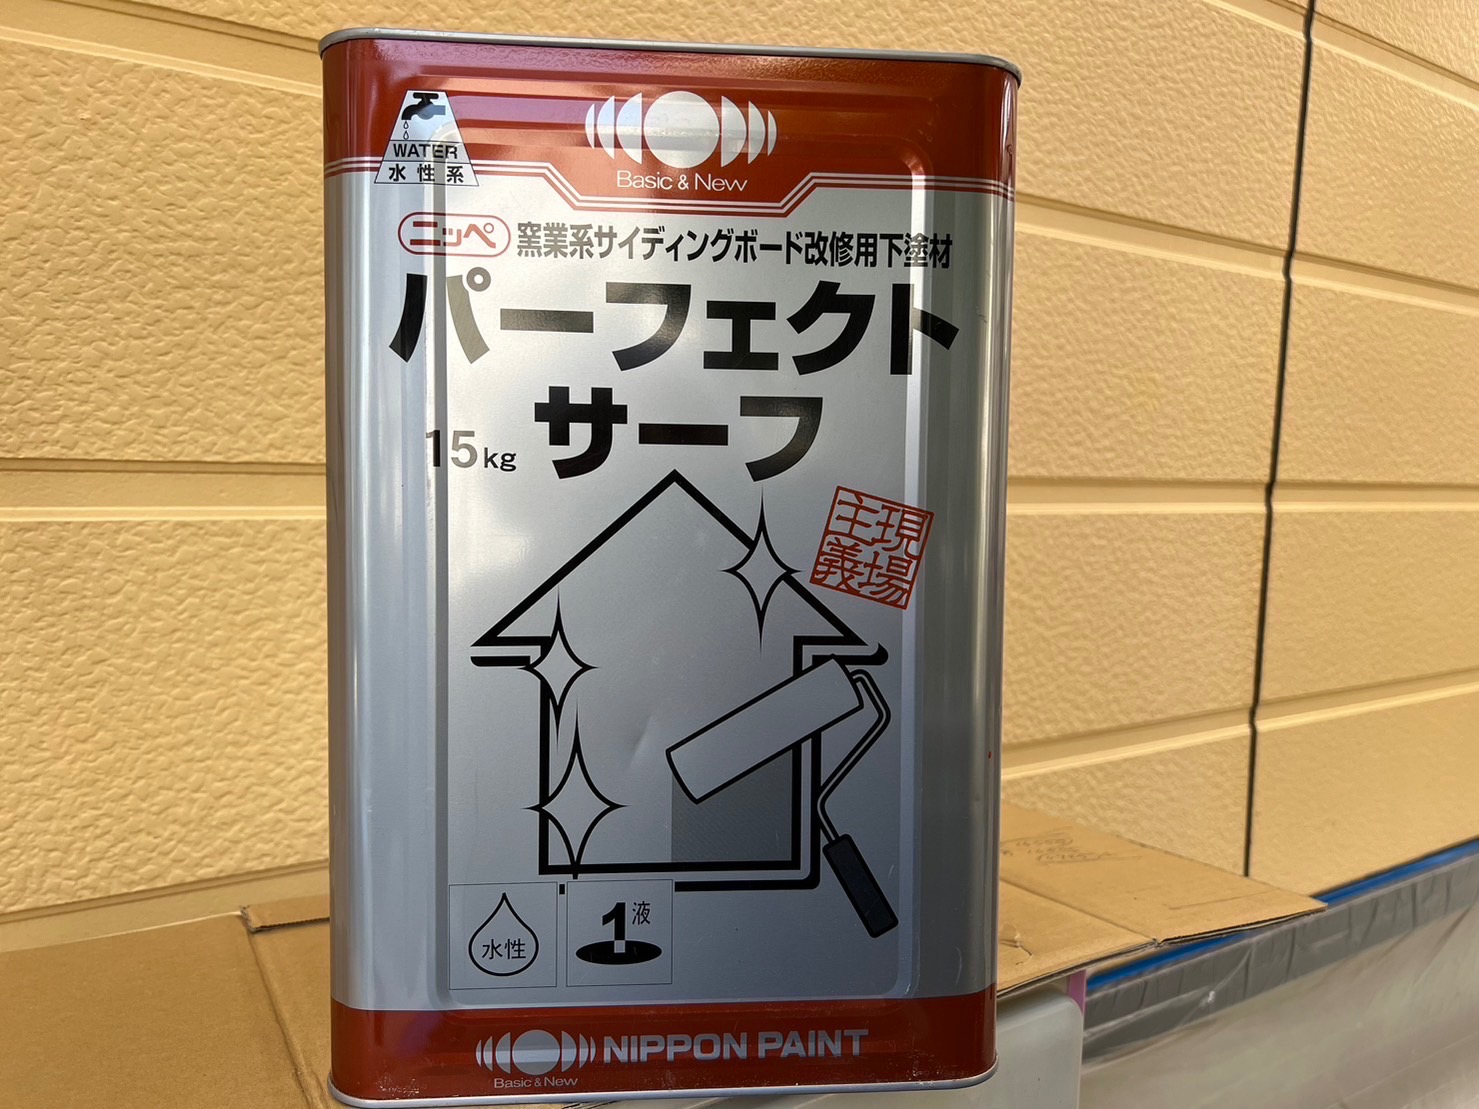 Basic & New
WATER
水性系
ニッペ 窯業系サイディングボード改修用下塗材
パーフェクト
サーフ
15kg
現場
主義
水性
1液
NIPPON PAINT
Basic & New